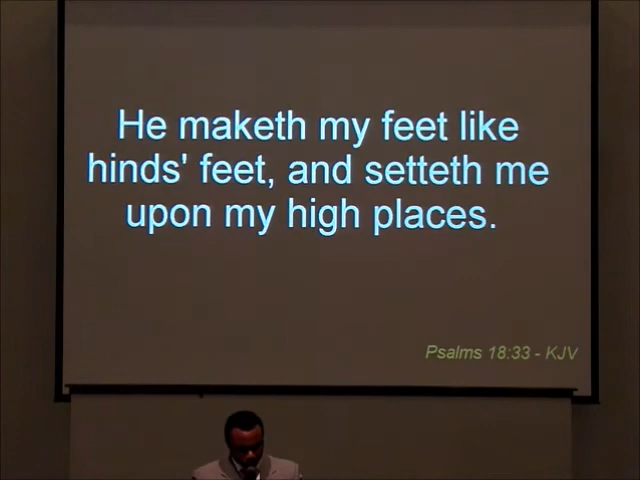 He maketh my feet like
hinds' feet, and setteth me
upon my high places.
Psalms 18:33 - KJV